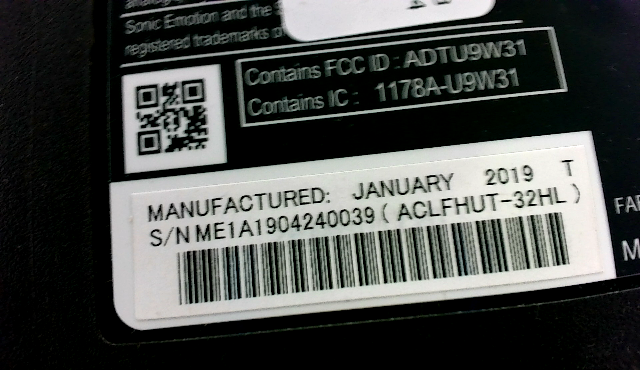 Sonic Emotion and the
registered trademarks
Contains FCC ID : ADTU9W31
Contains IC : 1178A-U9W31
MANUFACTURED: JANUARY 2019 T
S/N ME1A1904240039 ( ACLFHUT-32HL )